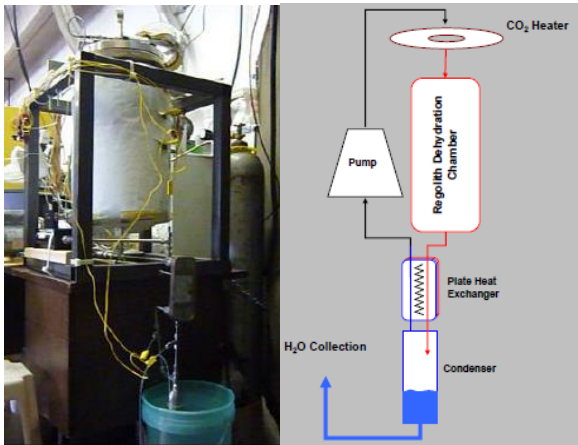 CO₂ Heater
Pump
Regolith Dehydration
Chamber
Plate Heat
Exchanger
H₂O Collection
Condenser